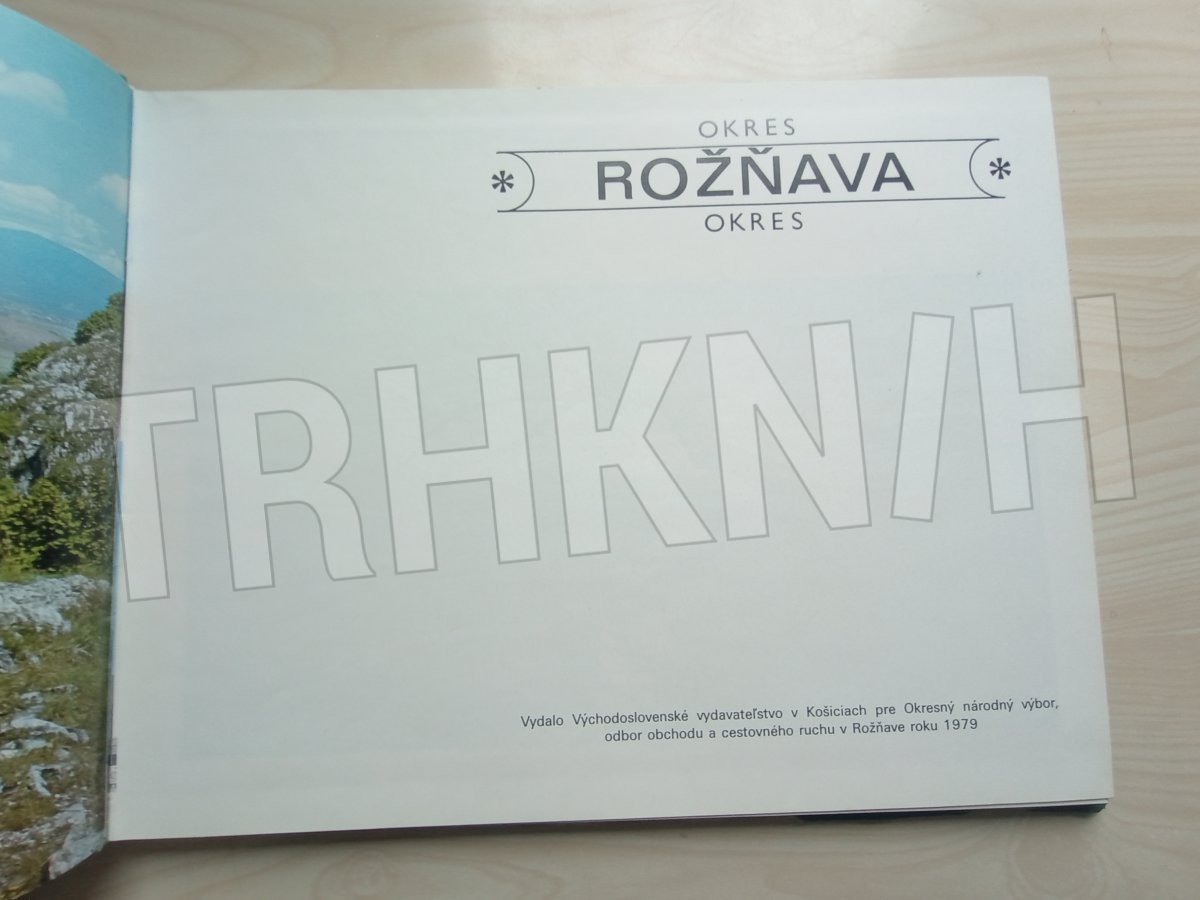 OKRES
* ROŽŇAVA *
OKRES
TRHKNIH
Vydalo Východoslovenské vydavateľstvo v Košiciach pre Okresný národný výbor,
odbor obchodu a cestovného ruchu v Rožňave roku 1979